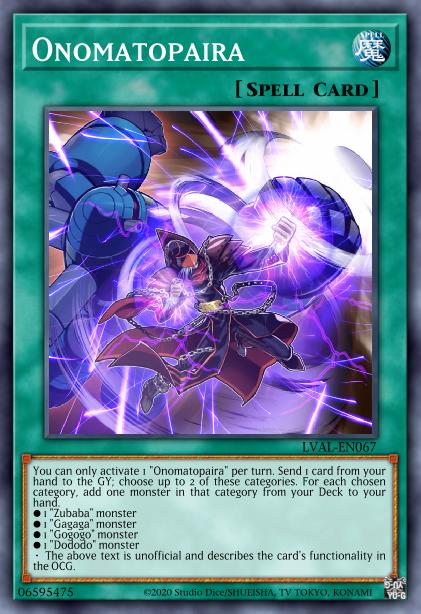 ONOMATOPAIRA
SPELL
魔
[SPELL CARD]
LVAL-EN067
You can only activate 1 "Onomatopaira" per turn. Send 1 card from your
hand to the GY; choose up to 2 of these categories. For each chosen
category, add one monster in that category from your Deck to your
hand.
●1 "Zubaba" monster
●1 "Gagaga" monster
●1 "Gogogo" monster
●1 "Dododo" monster
· The above text is unofficial and describes the card's functionality in
the OCG.
06595475
©2020 Studio Dice/SHUEISHA, TV TOKYO, KONAMI